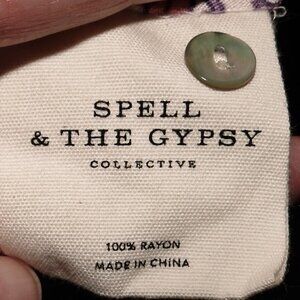 SPELL
& THE GYPSY
COLLECTIVE
100% RAYON
MADE IN CHINA